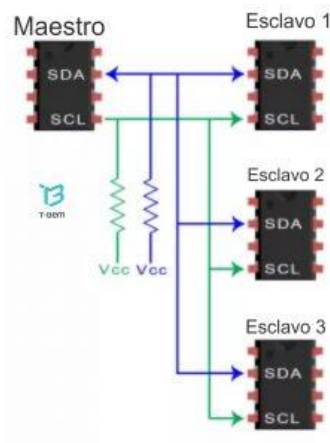 Maestro
SDA
SCL
Esclavo 1
SDA
SCL
Vcc Vcc
Esclavo 2
SDA
SCL
Esclavo 3
SDA
SCL